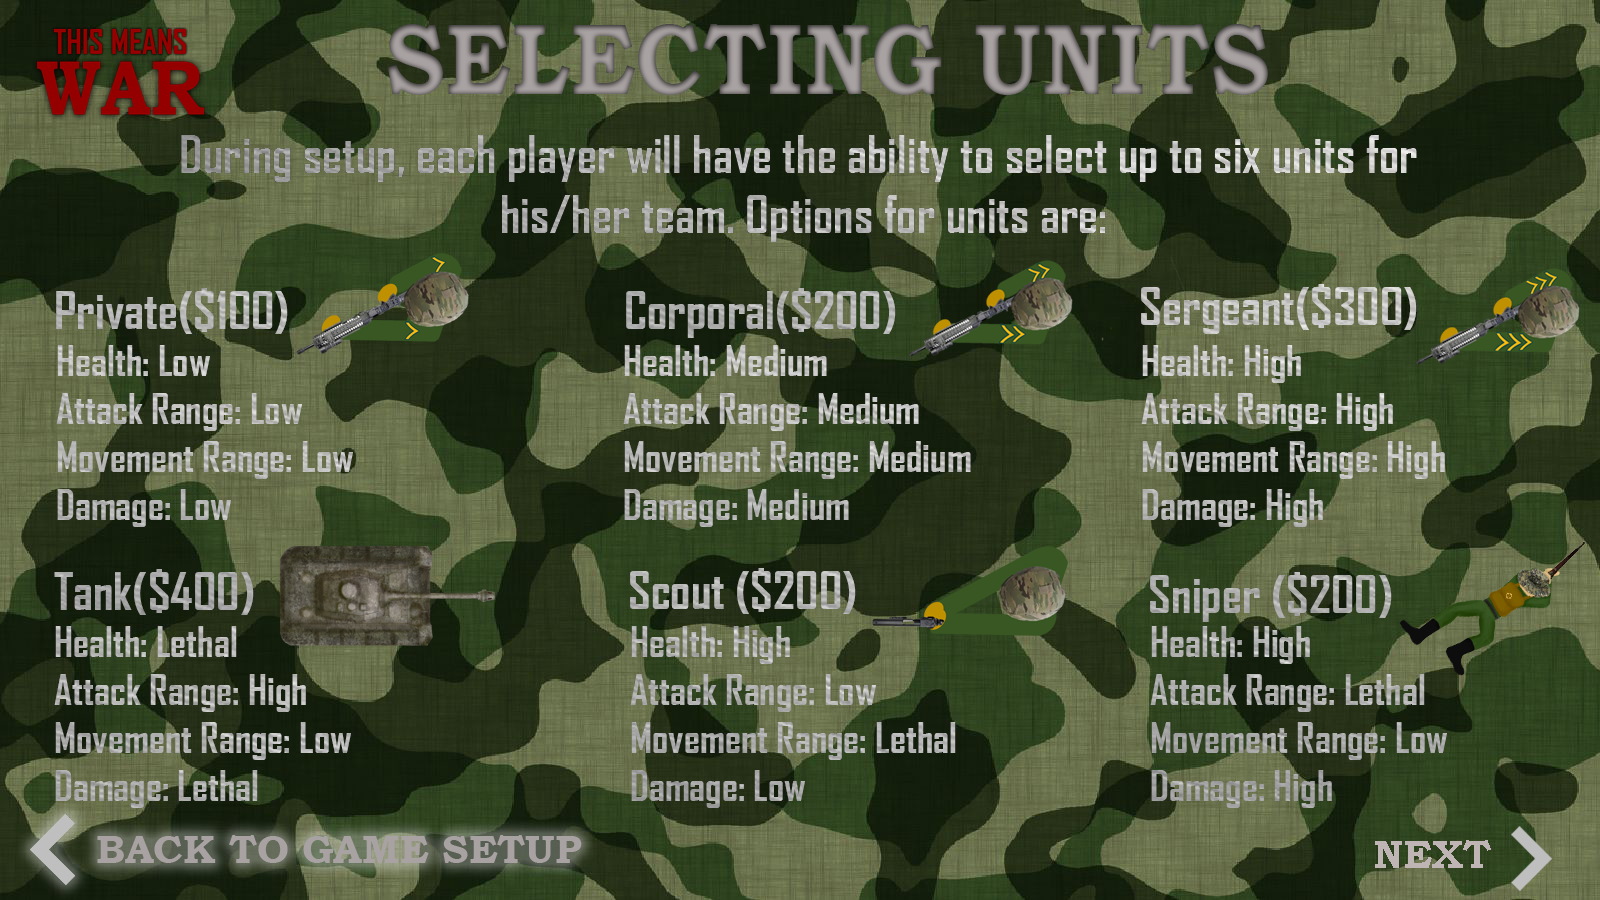 THIS MEANS
WAR
SELECTING UNITS
During setup, each player will have the ability to select up to six units for
his/her team. Options for units are:
Private($100)
Health: Low
Attack Range: Low
Movement Range: Low
Damage: Low
Corporal($200)
Health: Medium
Attack Range: Medium
Movement Range: Medium
Damage: Medium
Sergeant($300)
Health: High
Attack Range: High
Movement Range: High
Damage: High
Tank($400)
Health: Lethal
Attack Range: High
Movement Range: Low
Damage: Lethal
Scout ($200)
Health: High
Attack Range: Low
Movement Range: Lethal
Damage: Low
Sniper ($200)
Health: High
Attack Range: Lethal
Movement Range: Low
Damage: High
BACK TO GAME SETUP
NEXT